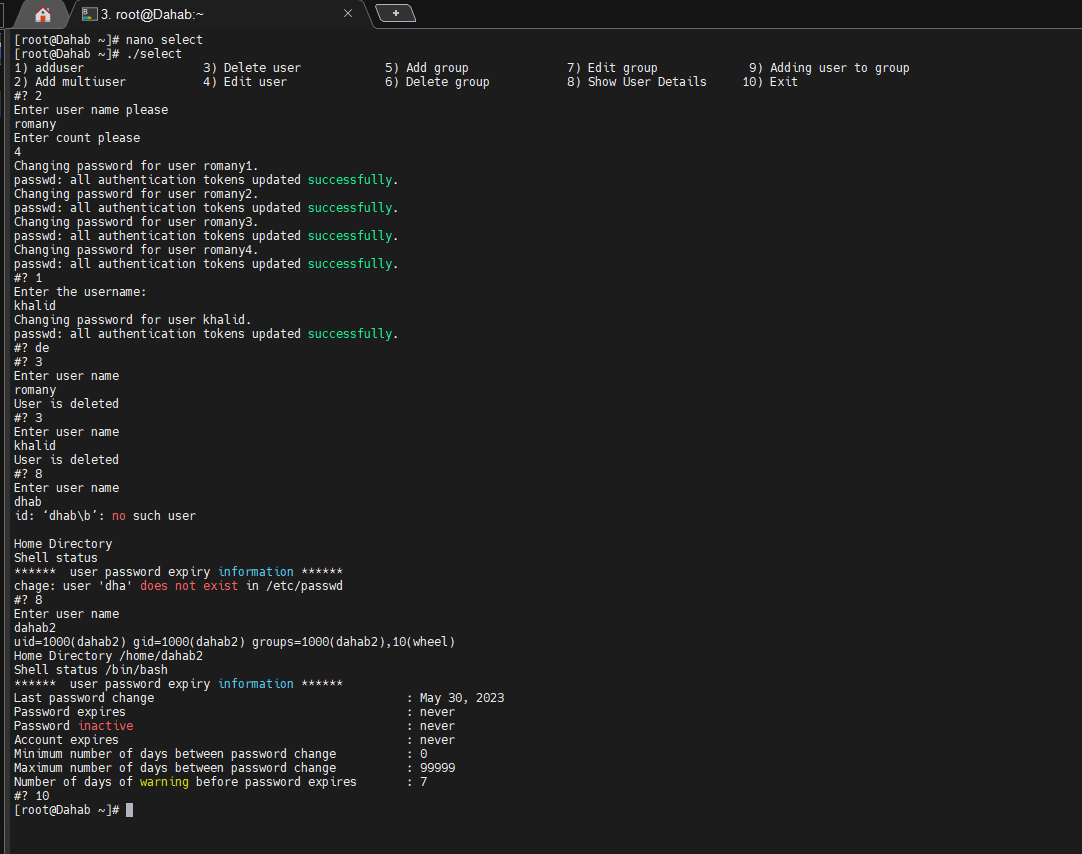 3. root@Dahab:~
[root@Dahab ~]# nano select
[root@Dahab ~]# ./select
1) adduser 3) Delete user 5) Add group 7) Edit group 9) Adding user to group
2) Add multiuser 4) Edit user 6) Delete group 8) Show User Details 10) Exit
#? 2
Enter user name please
romany
Enter count please
4
Changing password for user romany1.
passwd: all authentication tokens updated successfully.
Changing password for user romany2.
passwd: all authentication tokens updated successfully.
Changing password for user romany3.
passwd: all authentication tokens updated successfully.
Changing password for user romany4.
passwd: all authentication tokens updated successfully.
#? 1
Enter the username:
khalid
Changing password for user khalid.
passwd: all authentication tokens updated successfully.
#? de
#? 3
Enter user name
romany
User is deleted
#? 3
Enter user name
khalid
User is deleted
#? 8
Enter user name
dhab
id: ‘dhab\b’: no such user
Home Directory
Shell status
****** user password expiry information ******
chage: user 'dha' does not exist in /etc/passwd
#? 8
Enter user name
dahab2
uid=1000(dahab2) gid=1000(dahab2) groups=1000(dahab2),10(wheel)
Home Directory /home/dahab2
Shell status /bin/bash
****** user password expiry information ******
Last password change : May 30, 2023
Password expires : never
Password inactive : never
Account expires : never
Minimum number of days between password change : 0
Maximum number of days between password change : 99999
Number of days of warning before password expires : 7
#? 10
[root@Dahab ~]#